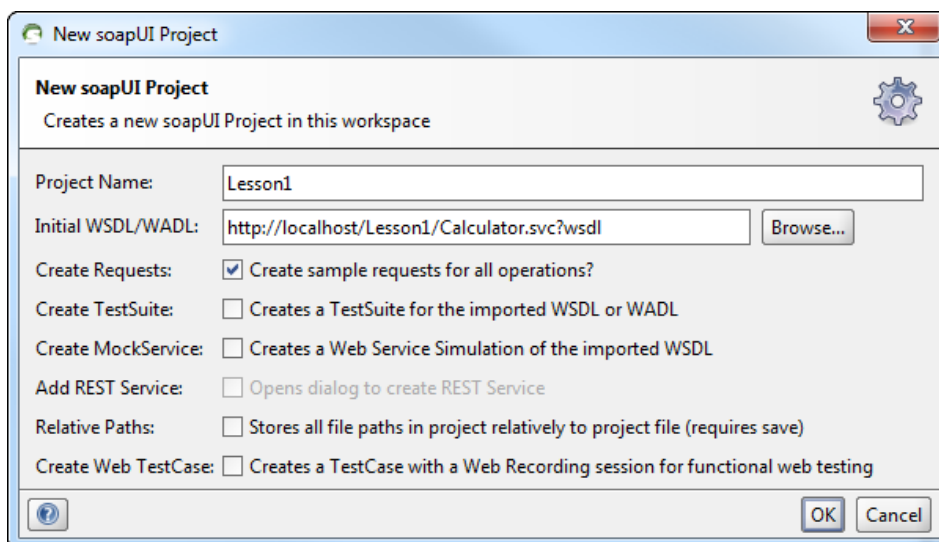 New soapUI Project
New soapUI Project
Creates a new soapUI Project in this workspace
Project Name: Lesson1
Initial WSDL/WADL: http://localhost/Lesson1/Calculator.svc?wsdl Browse...
Create Requests: Create sample requests for all operations?
Create TestSuite: Creates a TestSuite for the imported WSDL or WADL
Create MockService: Creates a Web Service Simulation of the imported WSDL
Add REST Service: Opens dialog to create REST Service
Relative Paths: Stores all file paths in project relatively to project file (requires save)
Create Web TestCase: Creates a TestCase with a Web Recording session for functional web testing
? OK Cancel